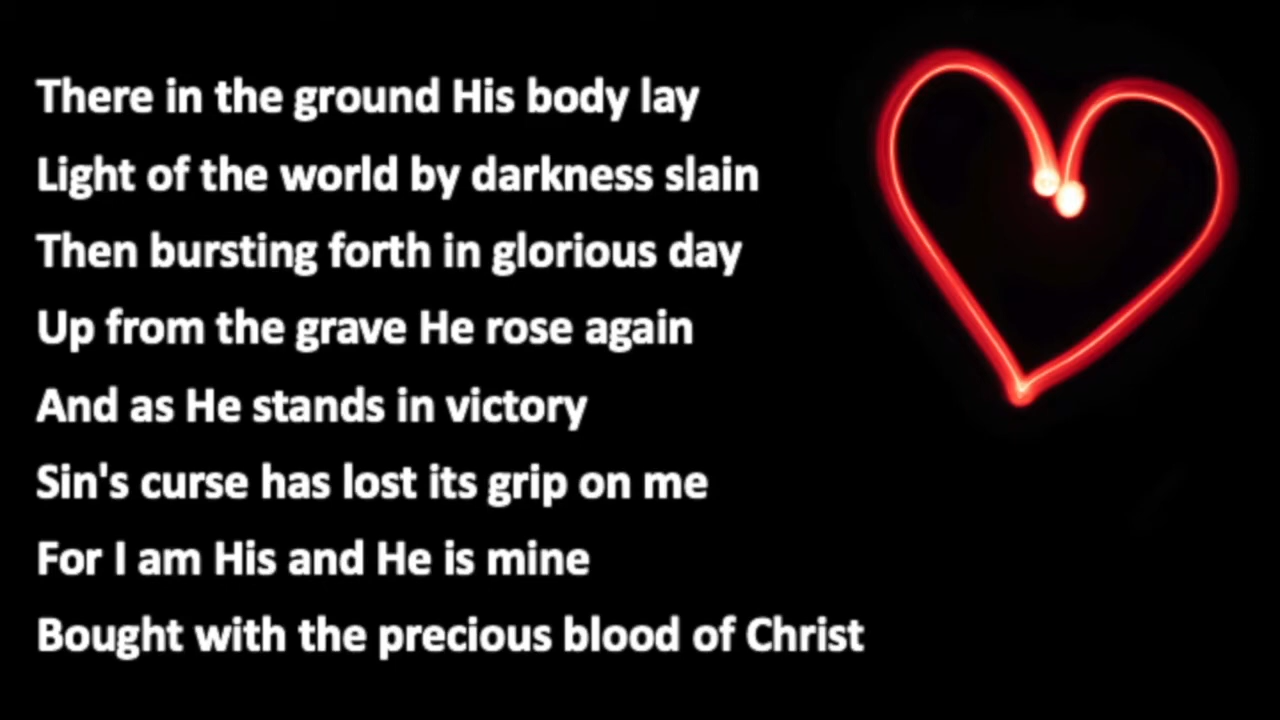 There in the ground His body lay
Light of the world by darkness slain
Then bursting forth in glorious day
Up from the grave He rose again
And as He stands in victory
Sin's curse has lost its grip on me
For I am His and He is mine
Bought with the precious blood of Christ